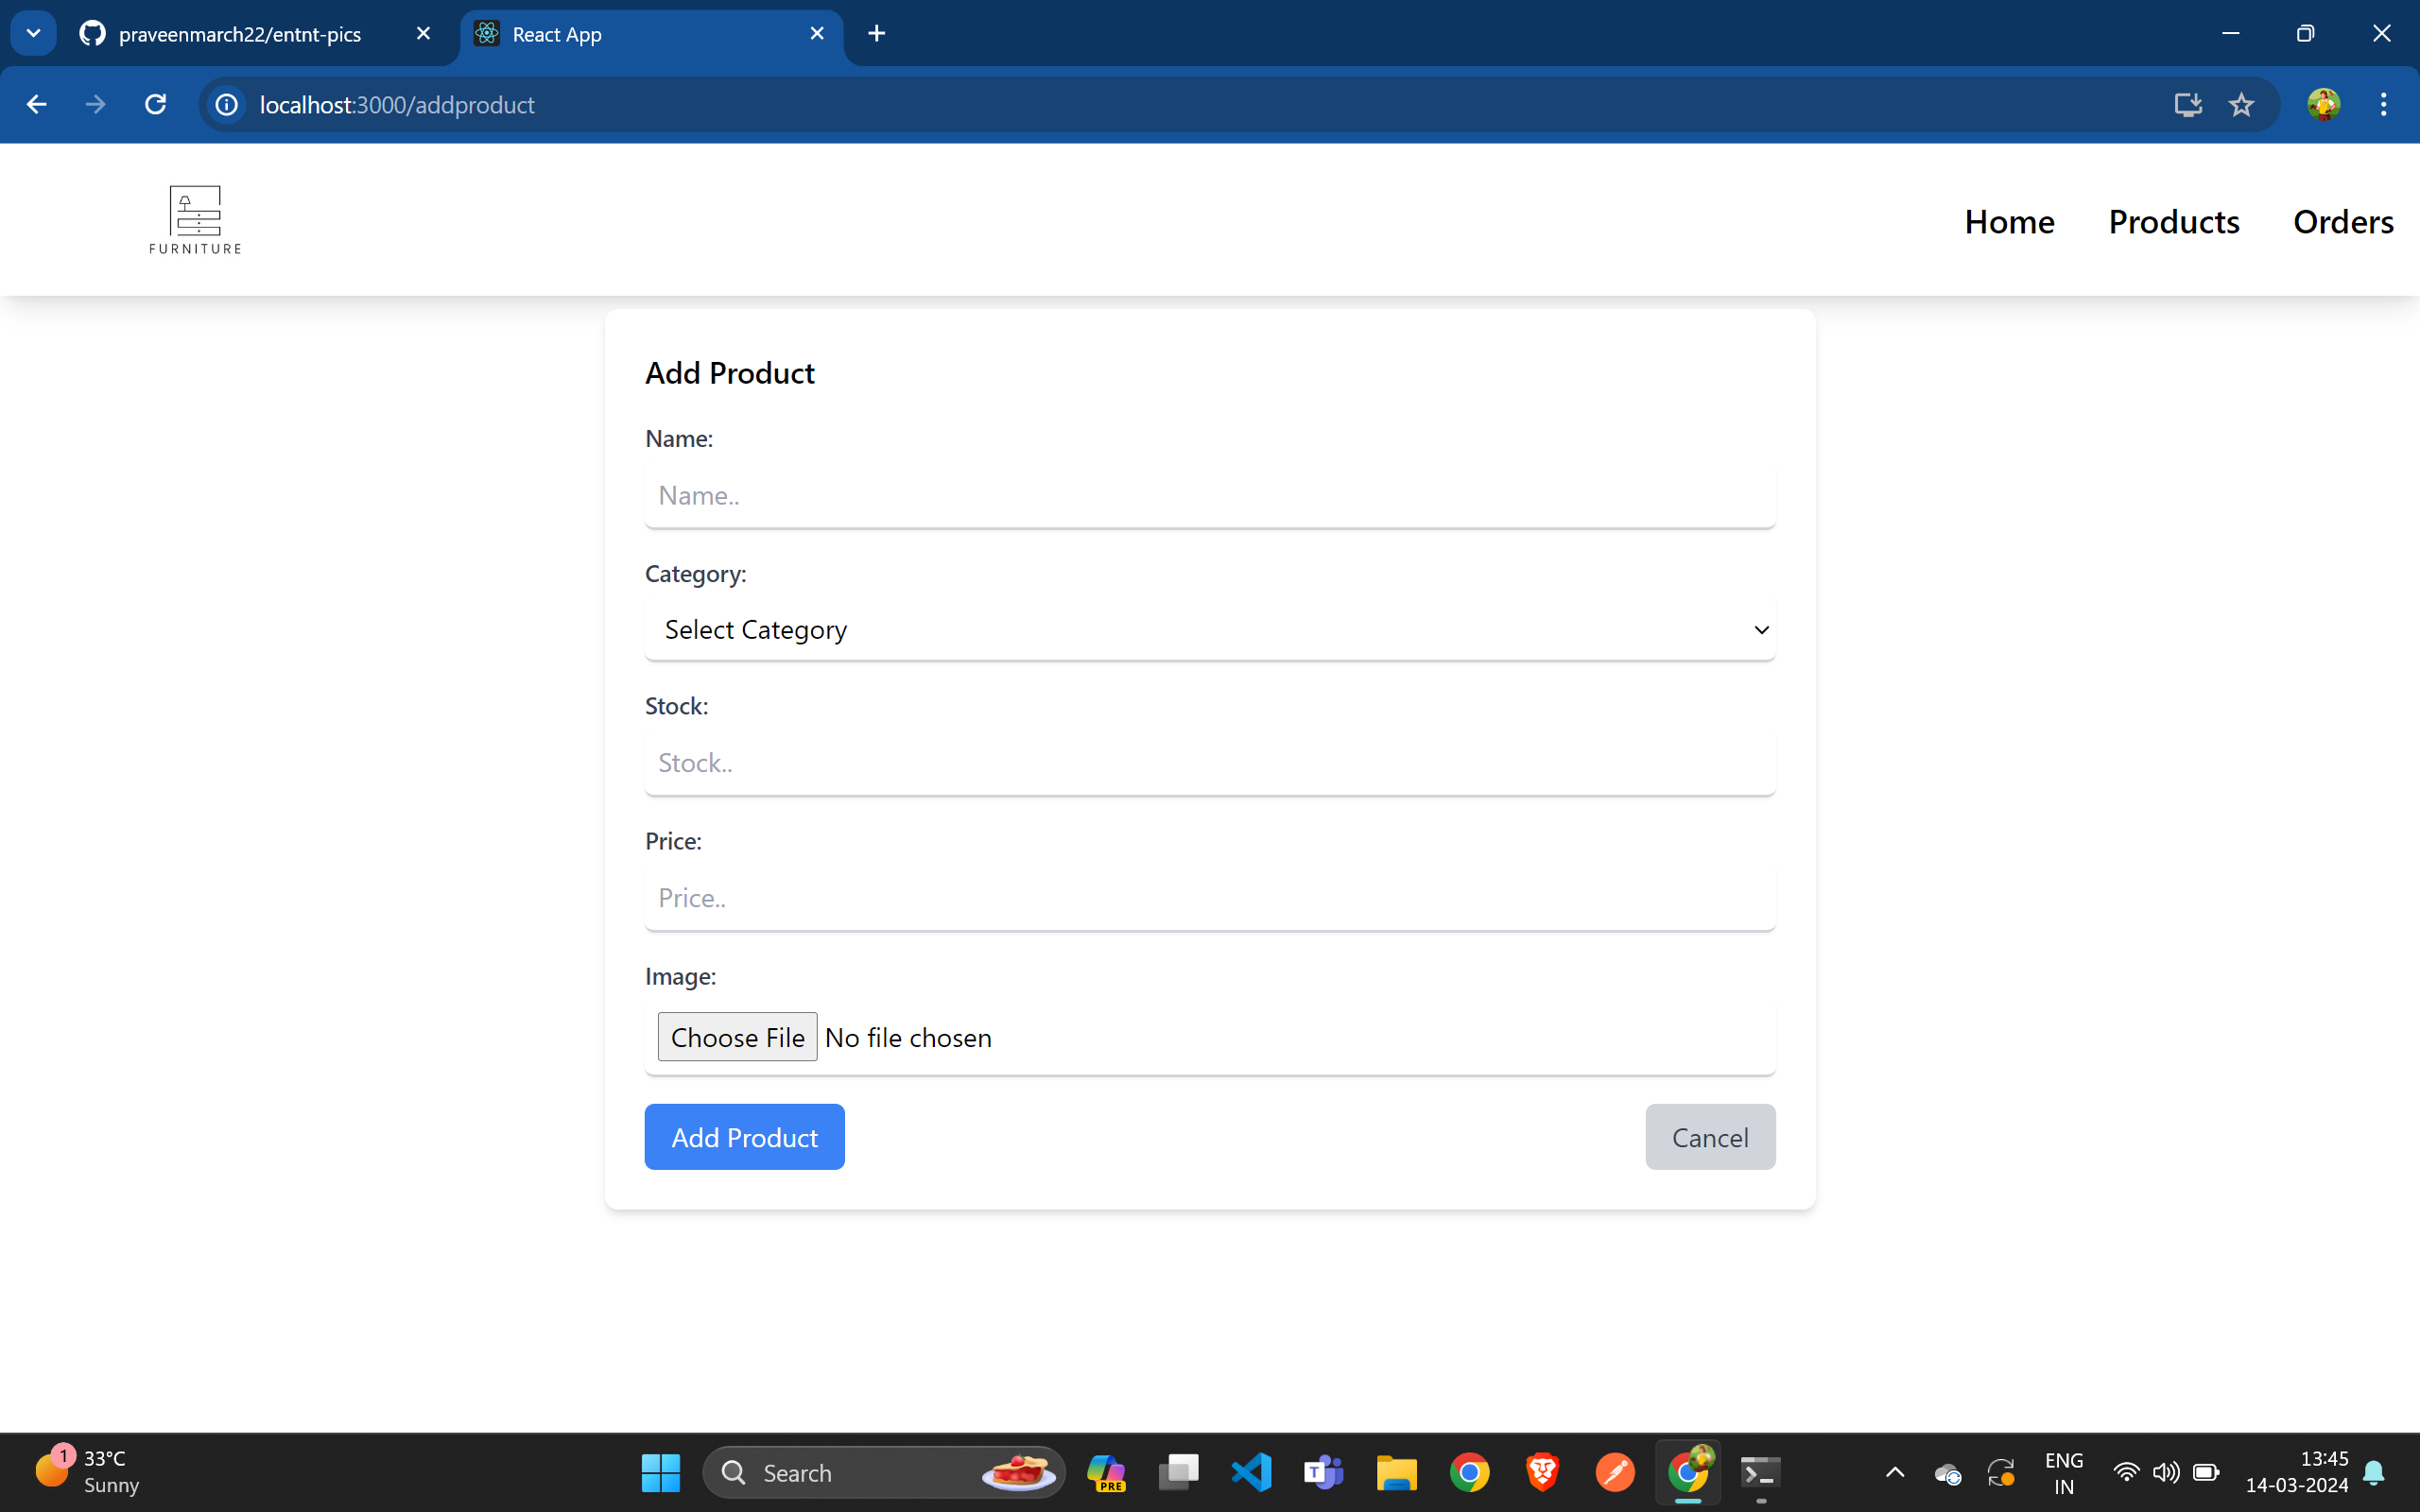 praveenmarch22/entnt-pics
React App
localhost:3000/addproduct
FURNITURE
Home
Products
Orders
Add Product
Name:
Name..
Category:
Select Category
Stock:
Stock..
Price:
Price..
Image:
Choose File No file chosen
Add Product
Cancel
1
33°C
Sunny
Search
PRE
T
ENG
IN
13:45
14-03-2024